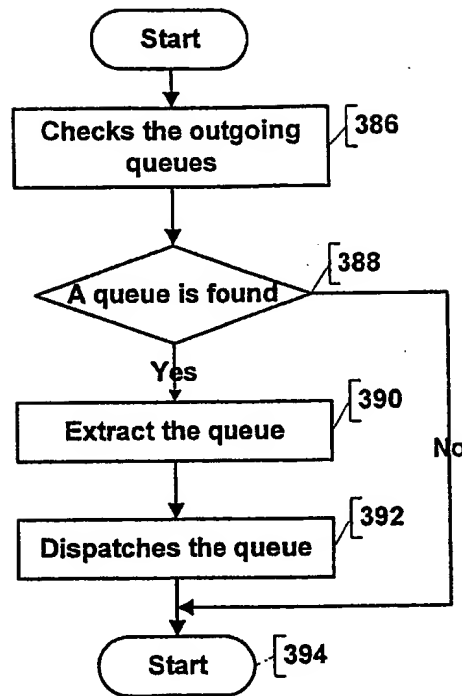 Start
Checks the outgoing
queues
386
A queue is found
388
Yes
Extract the queue
390
No
Dispatches the queue
392
Start
394